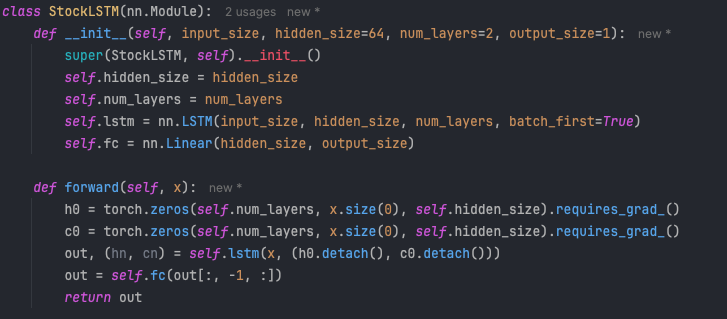 class StockLSTM(nn.Module): 2 usages new *
    def __init__(self, input_size, hidden_size=64, num_layers=2, output_size=1): new *
        super(StockLSTM, self).__init__()
        self.hidden_size = hidden_size
        self.num_layers = num_layers
        self.lstm = nn.LSTM(input_size, hidden_size, num_layers, batch_first=True)
        self.fc = nn.Linear(hidden_size, output_size)

    def forward(self, x): new *
        h0 = torch.zeros(self.num_layers, x.size(0), self.hidden_size).requires_grad_()
        c0 = torch.zeros(self.num_layers, x.size(0), self.hidden_size).requires_grad_()
        out, (hn, cn) = self.lstm(x, (h0.detach(), c0.detach()))
        out = self.fc(out[:, -1, :])
        return out